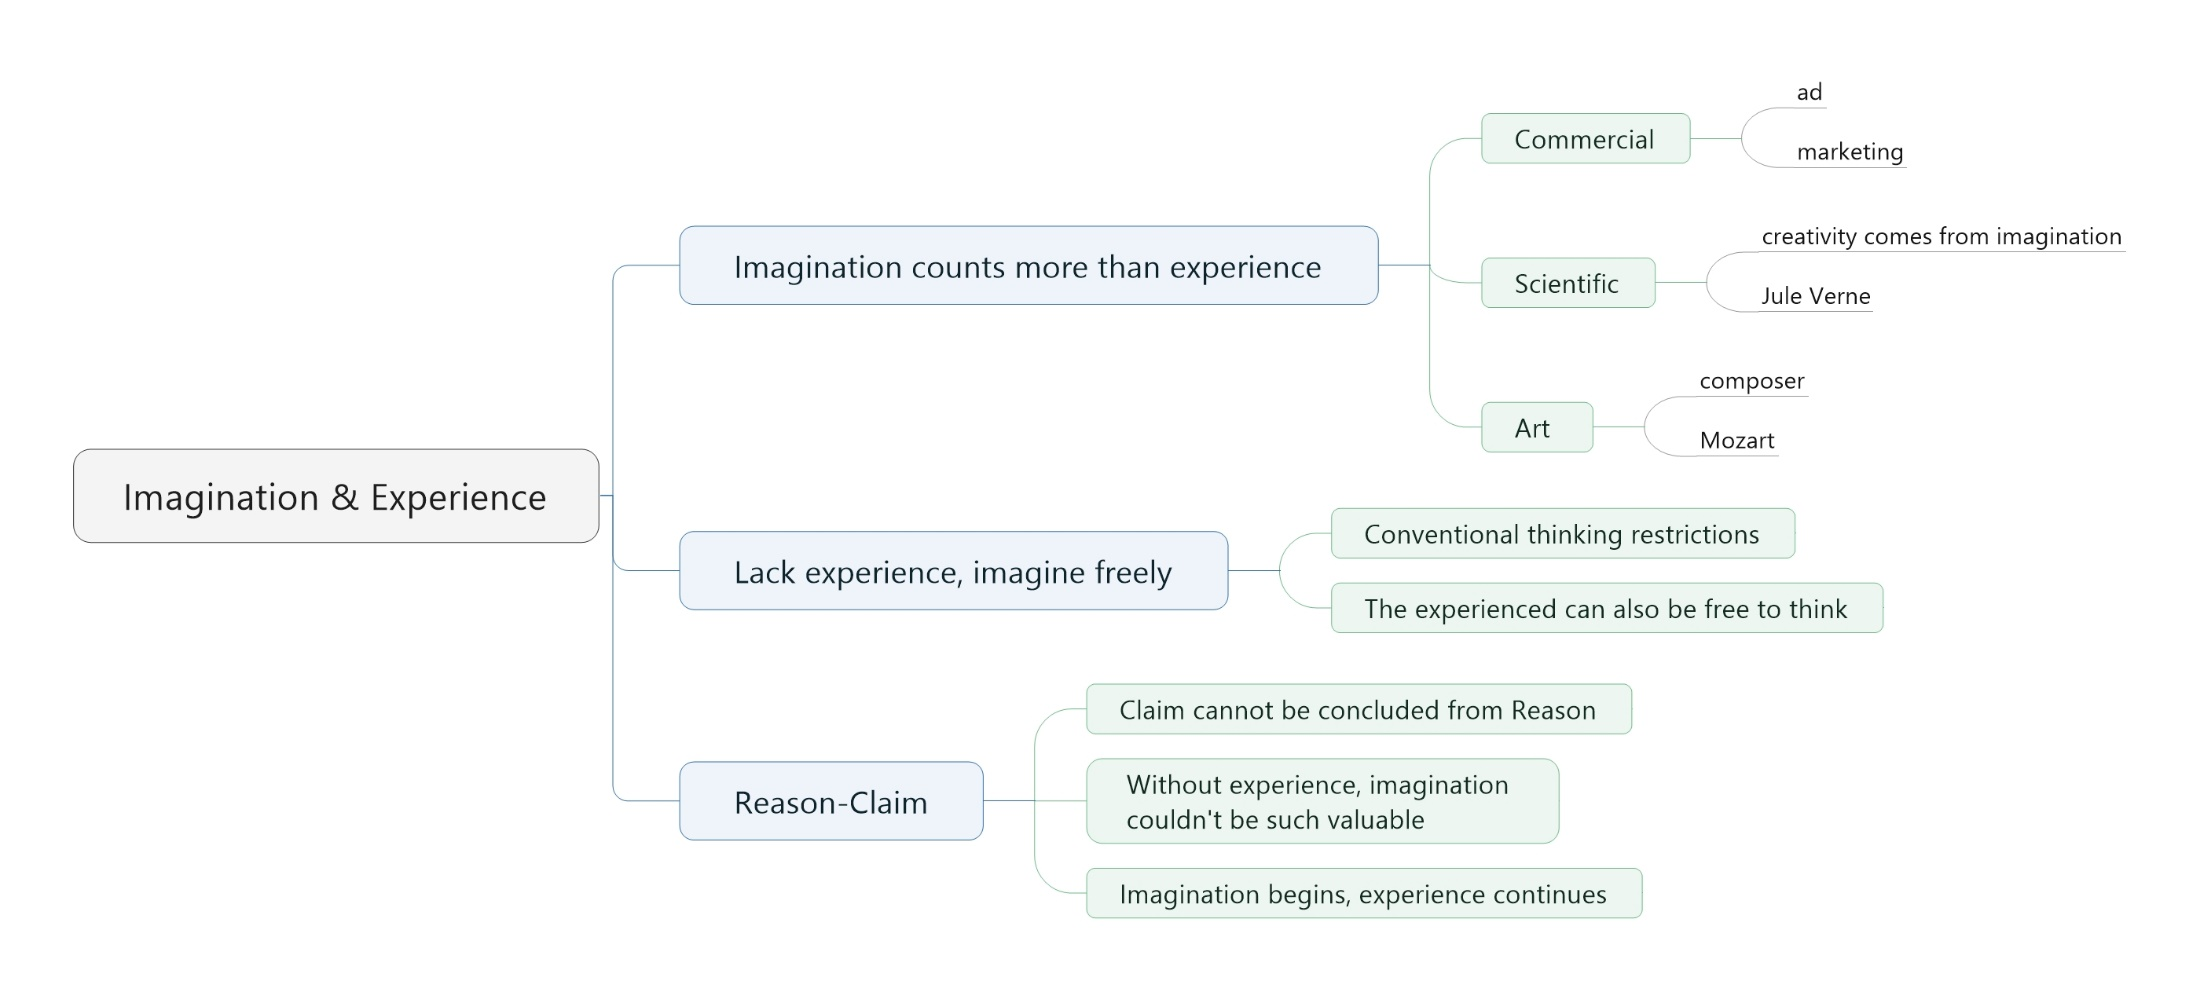 Imagination & Experience
Imagination counts more than experience
Commercial
ad
marketing
Scientific
creativity comes from imagination
Jule Verne
Art
composer
Mozart
Lack experience, imagine freely
Conventional thinking restrictions
The experienced can also be free to think
Reason-Claim
Claim cannot be concluded from Reason
Without experience, imagination
couldn't be such valuable
Imagination begins, experience continues